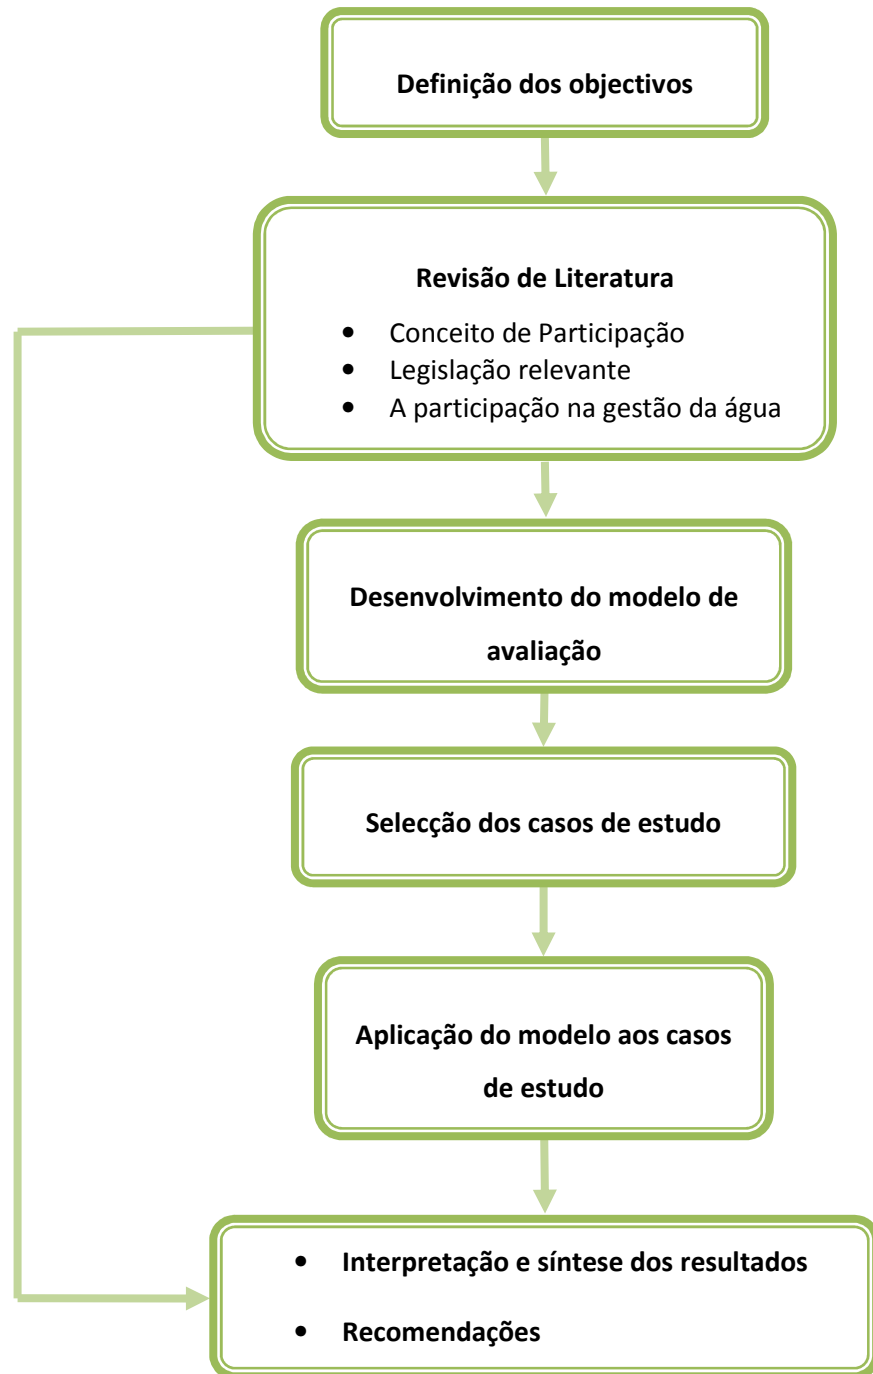 Definição dos objectivos
Revisão de Literatura
• Conceito de Participação
• Legislação relevante
• A participação na gestão da água
Desenvolvimento do modelo de
avaliação
Selecção dos casos de estudo
Aplicação do modelo aos casos
de estudo
• Interpretação e síntese dos resultados
• Recomendações